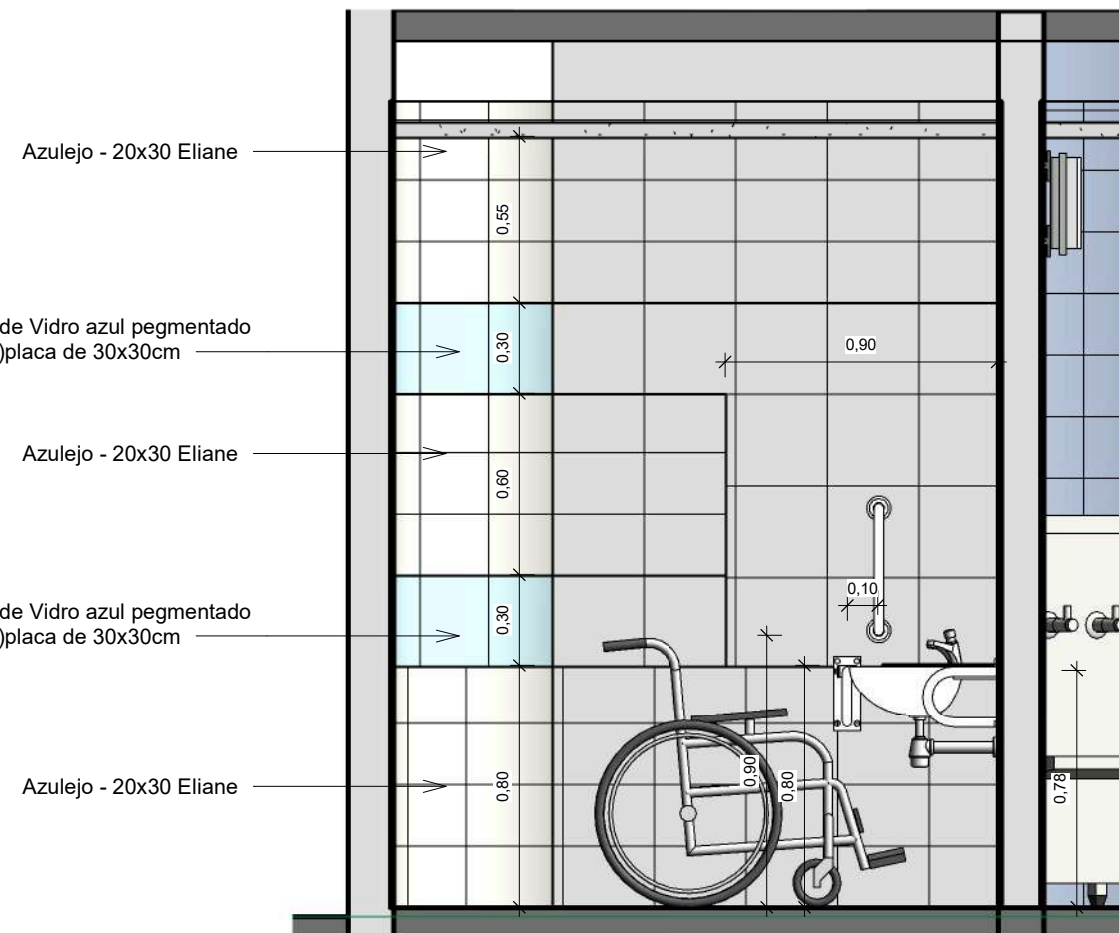 Azulejo - 20x30 Eliane
0,55
de Vidro azul pegmentado
)placa de 30x30cm
0,30
0,90
Azulejo - 20x30 Eliane
0,60
0,10
de Vidro azul pegmentado
)placa de 30x30cm
0,30
Azulejo - 20x30 Eliane
0,80
0,90
0,80
0,78